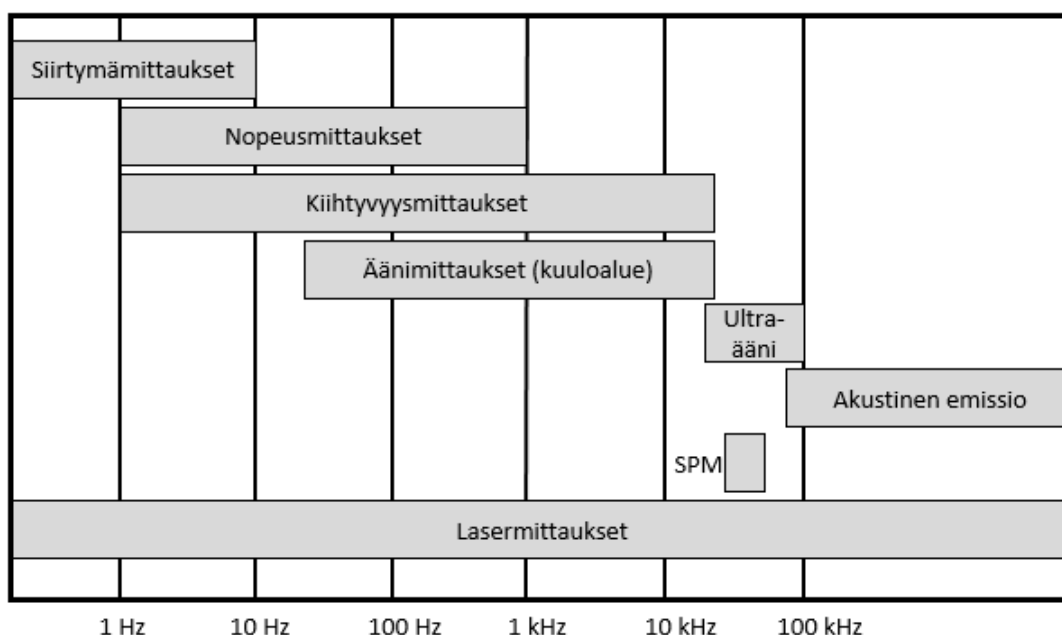 Siirtymämittaukset
Nopeusmittaukset
Kiihtyvyysmittaukset
Äänimittaukset (kuuloalue)
Ultra-
ääni
Akustinen emissio
SPM
Lasermittaukset
1 Hz 10 Hz 100 Hz 1 kHz 10 kHz 100 kHz